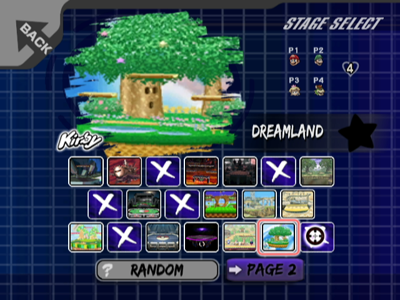 BACK
STAGE SELECT
P1 P2
P3 P4
4
Kirby
DREAMLAND
? RANDOM
PAGE 2